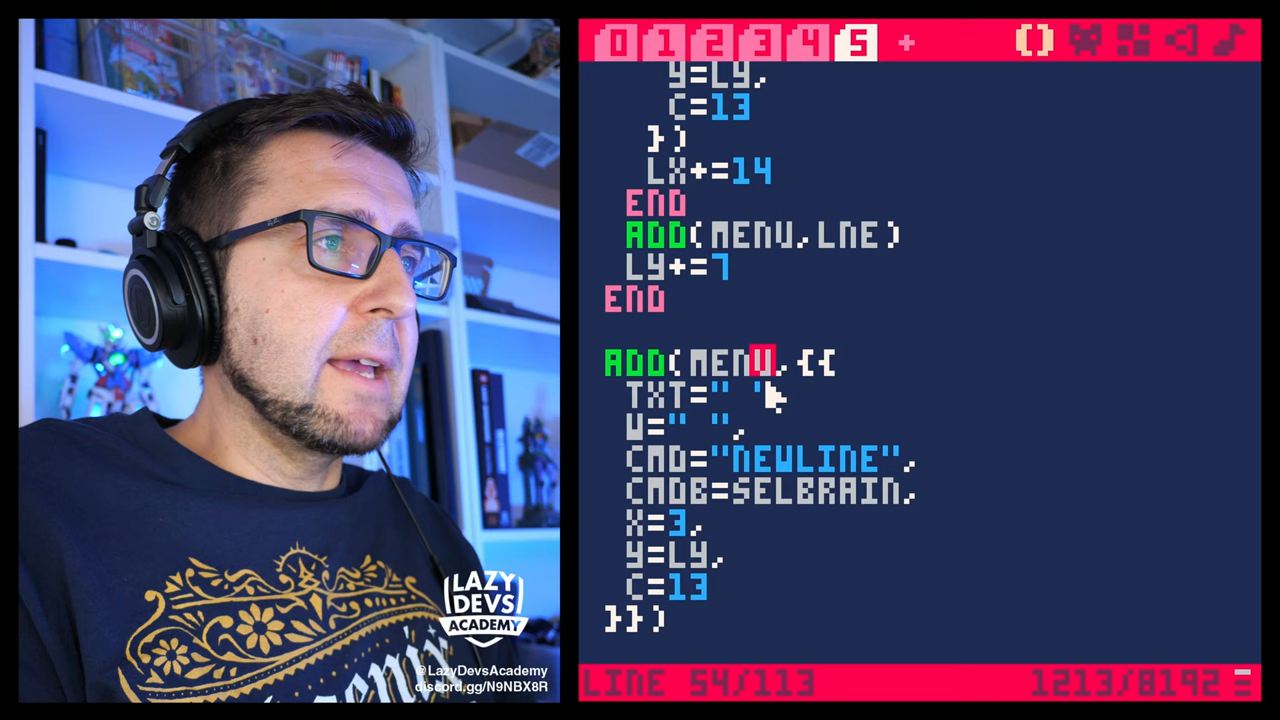 0 1 2 3 4 5 + ()
Y=LY,
C=13
})
LX+=14
END
ADD(MENU,LNE)
LY+=7
END
ADD(MENU,{{
TXT=" "
W=" ",
CMD="NEWLINE",
CMDB=SELBRAIN,
X=3,
Y=LY,
C=13
}})
LINE 54/113 1213/8192
LAZY
DEVS
ACADEMY
@LazyDevsAcademy
discord.gg/N9NBX8R